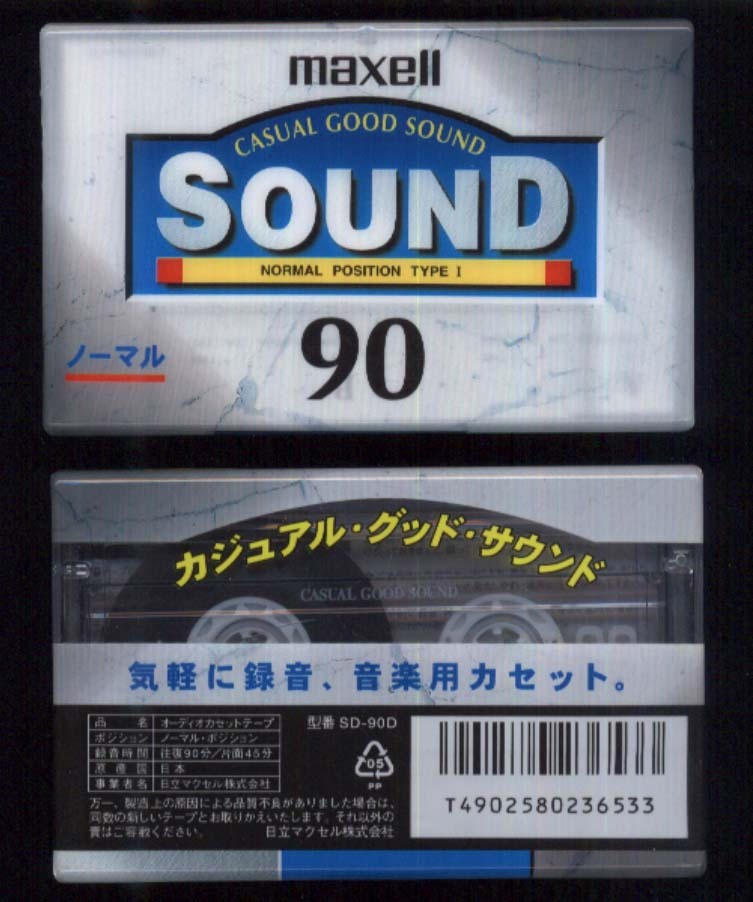 maxell
CASUAL GOOD SOUND
SOUND
NORMAL POSITION TYPE I
90
ノーマル
カジュアル・グッド・サウンド
CASUAL GOOD SOUND
気軽に録音、音楽用カセット。
品名 オーディオカセットテープ
ポジション ノーマル・ポジション
録音時間 往復90分/片面45分
原産国 日本
事業者名 日立マクセル株式会社
型番 SD-90D
05
PP
万一、製造上の原因による品質不良がありました場合は、
同数の新しいテープとお取りかえいたします。それ以外の
責はご容赦ください。 日立マクセル株式会社
T4902580236533